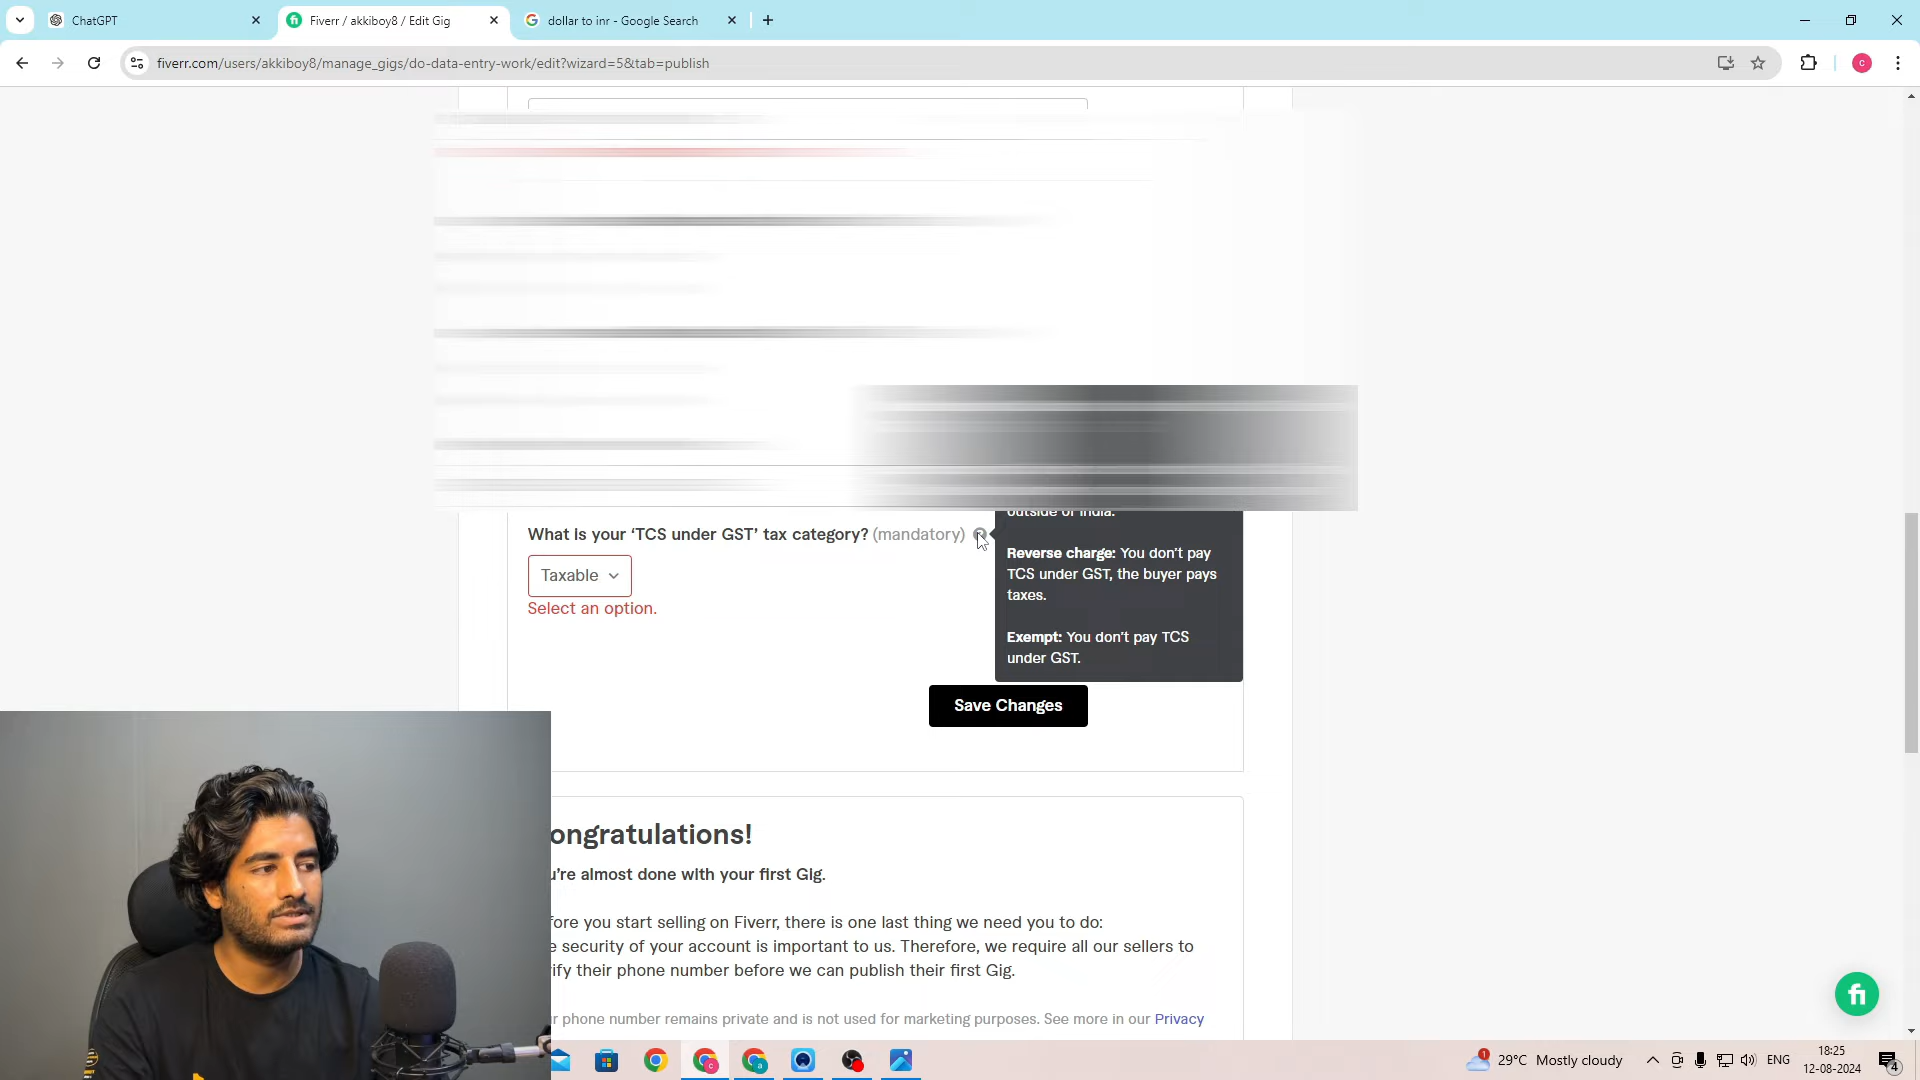 ChatGPT
Fiverr / akkiboy8 / Edit Gig
dollar to inr - Google Search
fiverr.com/users/akkiboy8/manage_gigs/do-data-entry-work/edit?wizard=5&tab=publish
c
outside of India.
What is your ‘TCS under GST’ tax category? (mandatory)
Reverse charge: You don’t pay
TCS under GST, the buyer pays
taxes.
Taxable
Select an option.
Exempt: You don’t pay TCS
under GST.
Save Changes
ongratulations!
u’re almost done with your first Gig.
fore you start selling on Fiverr, there is one last thing we need you to do:
e security of your account is important to us. Therefore, we require all our sellers to
ify their phone number before we can publish their first Gig.
r phone number remains private and is not used for marketing purposes. See more in our Privacy
fi
1
29°C Mostly cloudy
ENG
18:25
12-08-2024
4